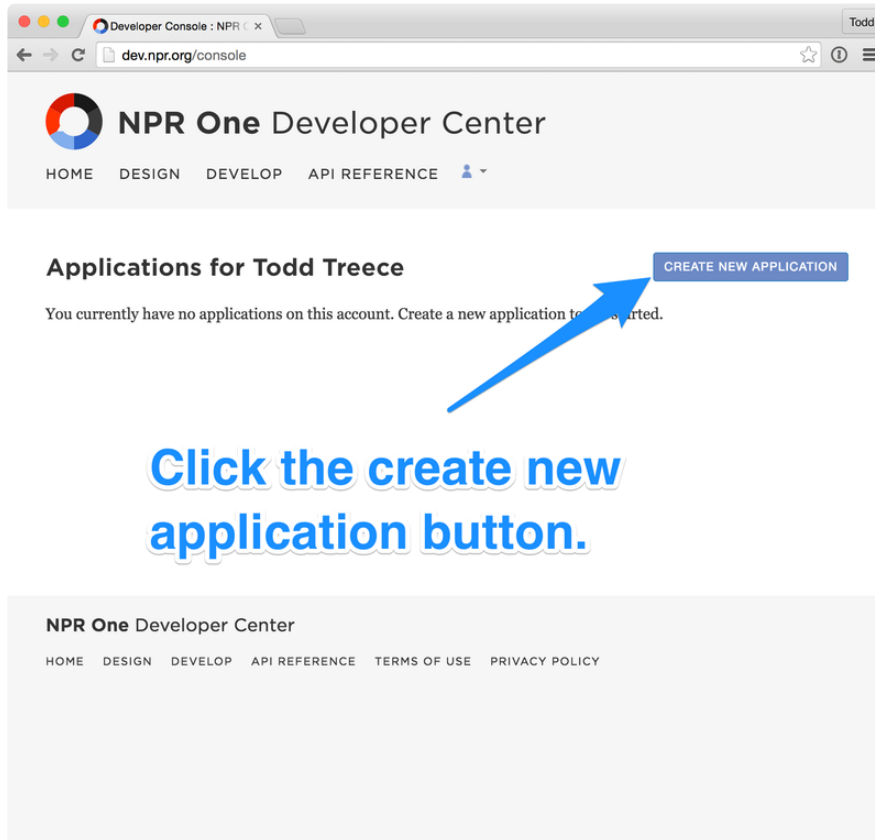 Developer Console : NPR
Todd
dev.npr.org/console
NPR One Developer Center
HOME DESIGN DEVELOP API REFERENCE
Applications for Todd Treece
CREATE NEW APPLICATION
You currently have no applications on this account. Create a new application
Click the create new
application button.
NPR One Developer Center
HOME DESIGN DEVELOP API REFERENCE TERMS OF USE PRIVACY POLICY